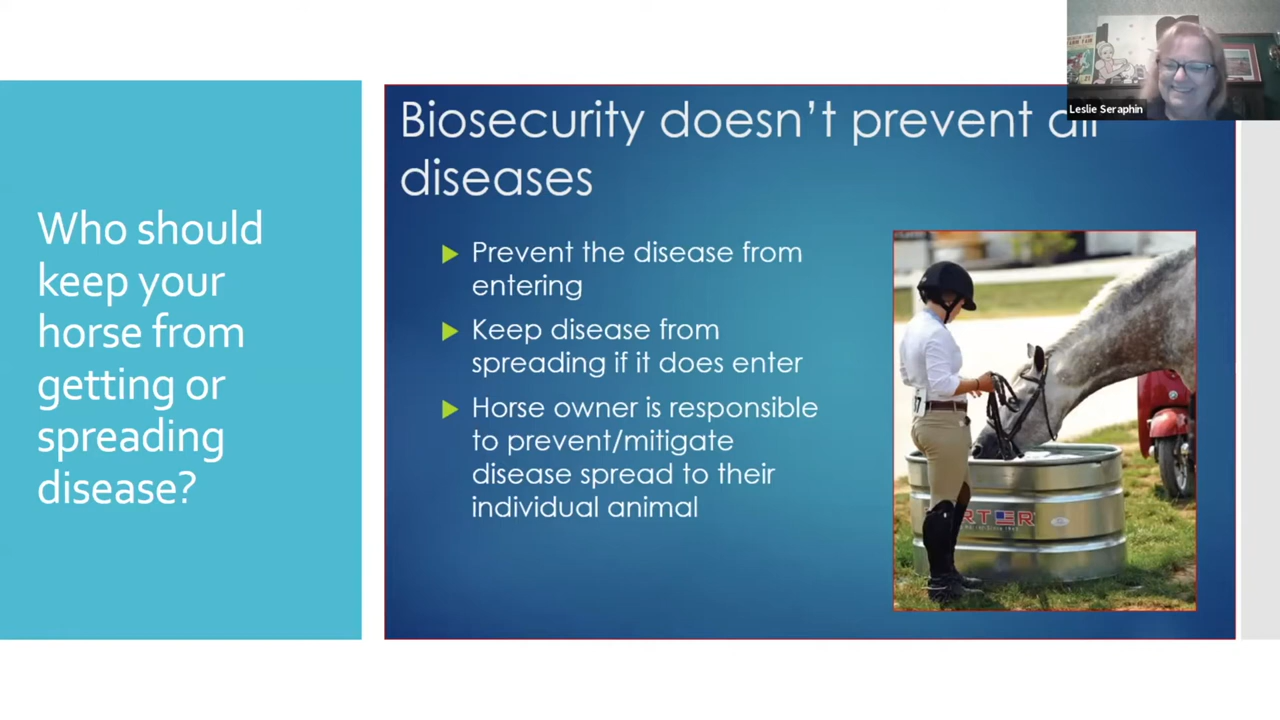 Who should
keep your
horse from
getting or
spreading
disease?
Biosecurity doesn’t prevent all
diseases
Prevent the disease from
entering
Keep disease from
spreading if it does enter
Horse owner is responsible
to prevent/mitigate
disease spread to their
individual animal
Leslie Seraphin
RTER